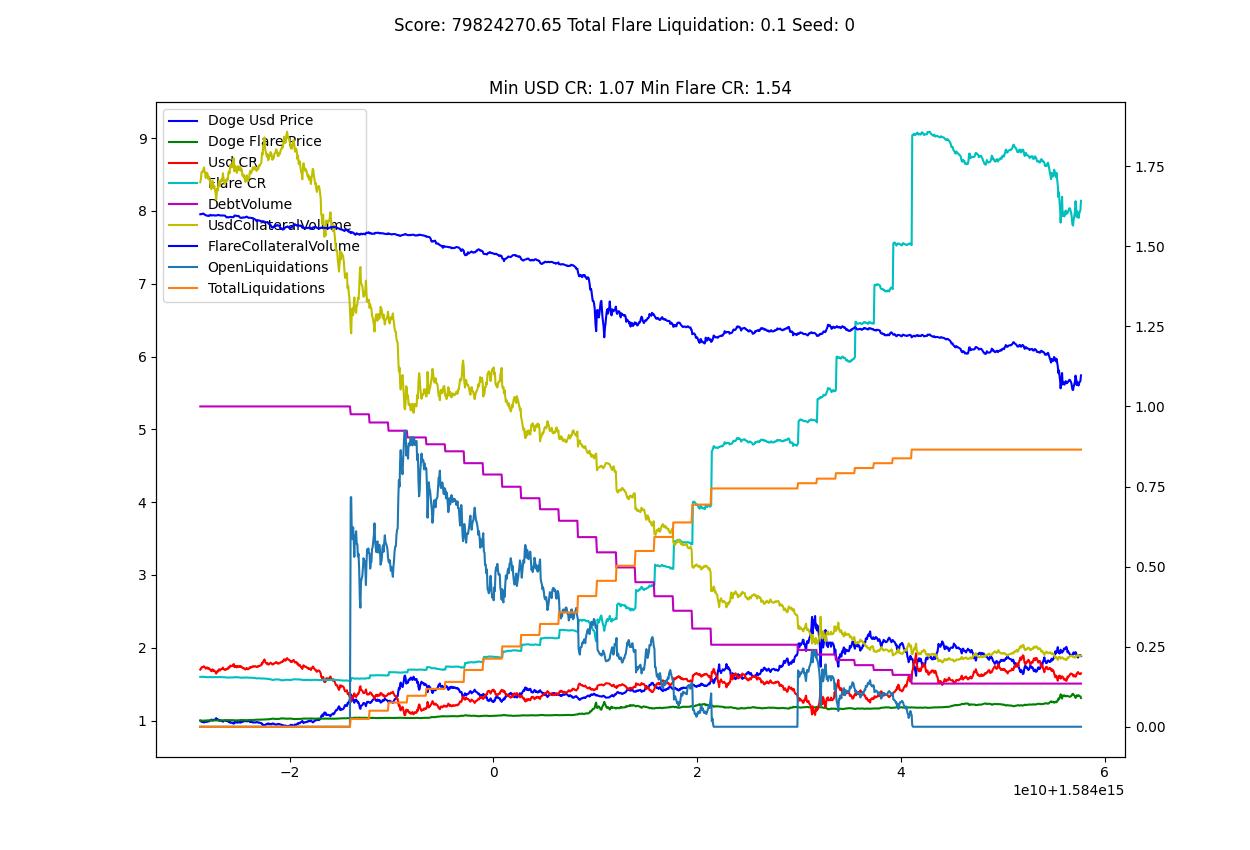 Score: 79824270.65 Total Flare Liquidation: 0.1 Seed: 0
Min USD CR: 1.07 Min Flare CR: 1.54
Doge Usd Price
Doge Flare Price
Usd CR
Flare CR
DebtVolume
UsdCollateralVolume
FlareCollateralVolume
OpenLiquidations
TotalLiquidations
9
8
7
6
5
4
3
2
1
1.75
1.50
1.25
1.00
0.75
0.50
0.25
0.00
−2
0
2
4
6
1e10+1.584e15